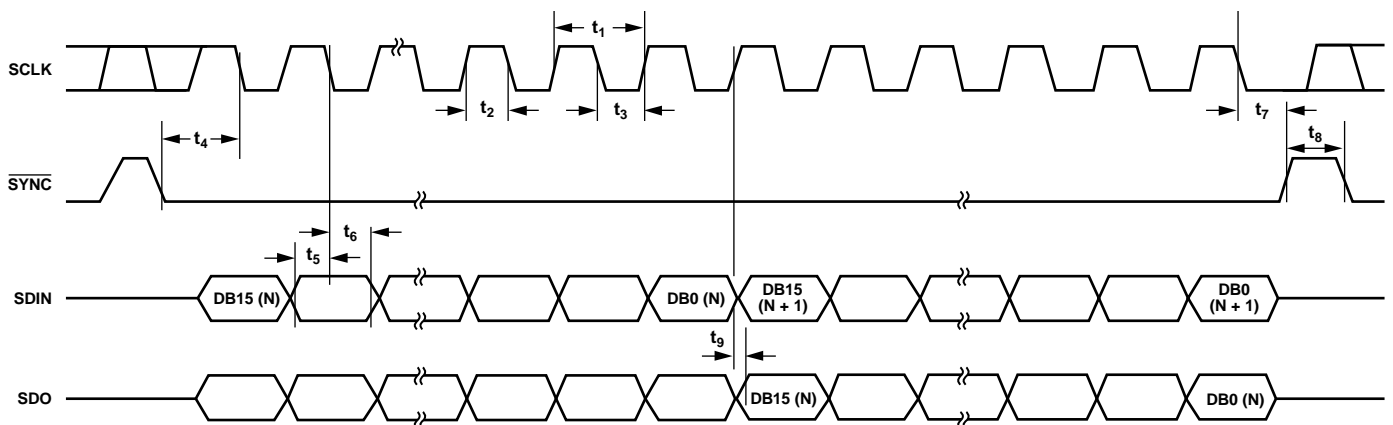 t1
SCLK
t2
t3
t7
t4
t8
SYNC
t6
t5
SDIN
DB15 (N)
DB0 (N)
DB15
(N + 1)
DB0
(N + 1)
t9
SDO
DB15 (N)
DB0 (N)